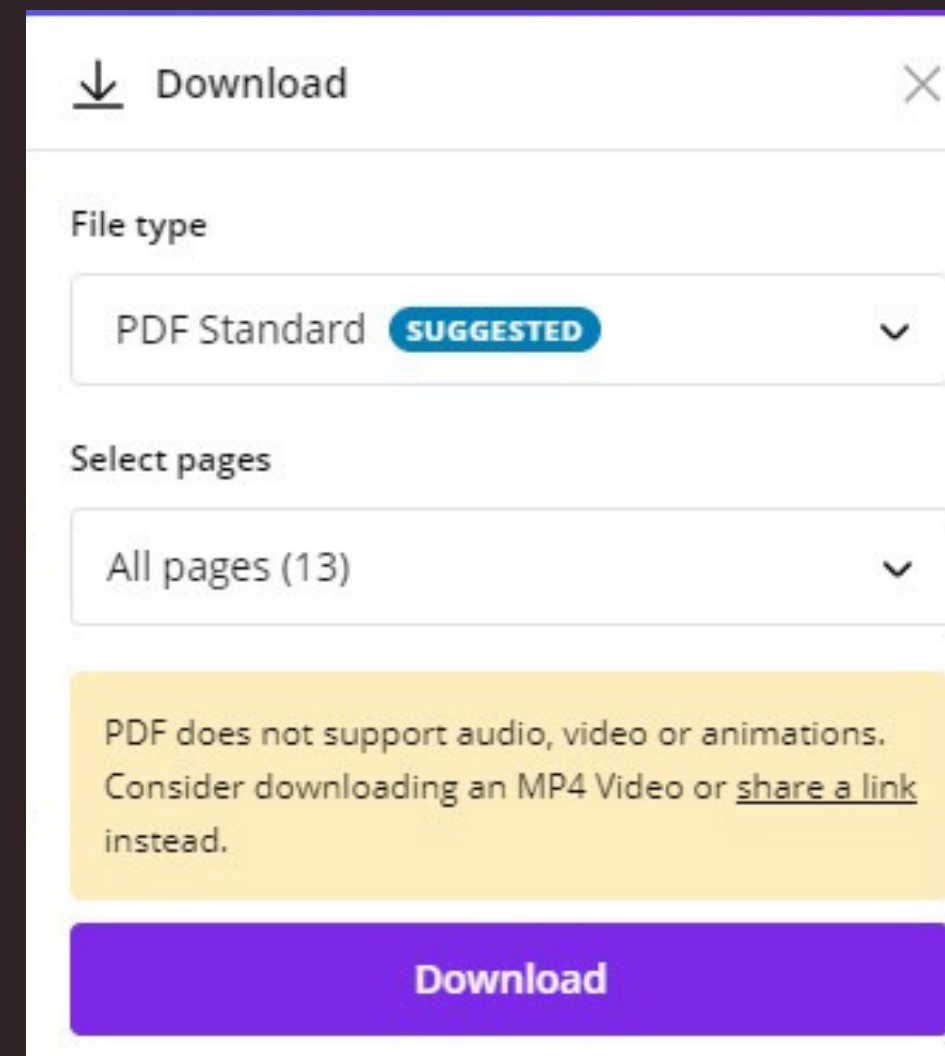 Download
File type
PDF Standard SUGGESTED
Select pages
All pages (13)
PDF does not support audio, video or animations.
Consider downloading an MP4 Video or share a link
instead.
Download